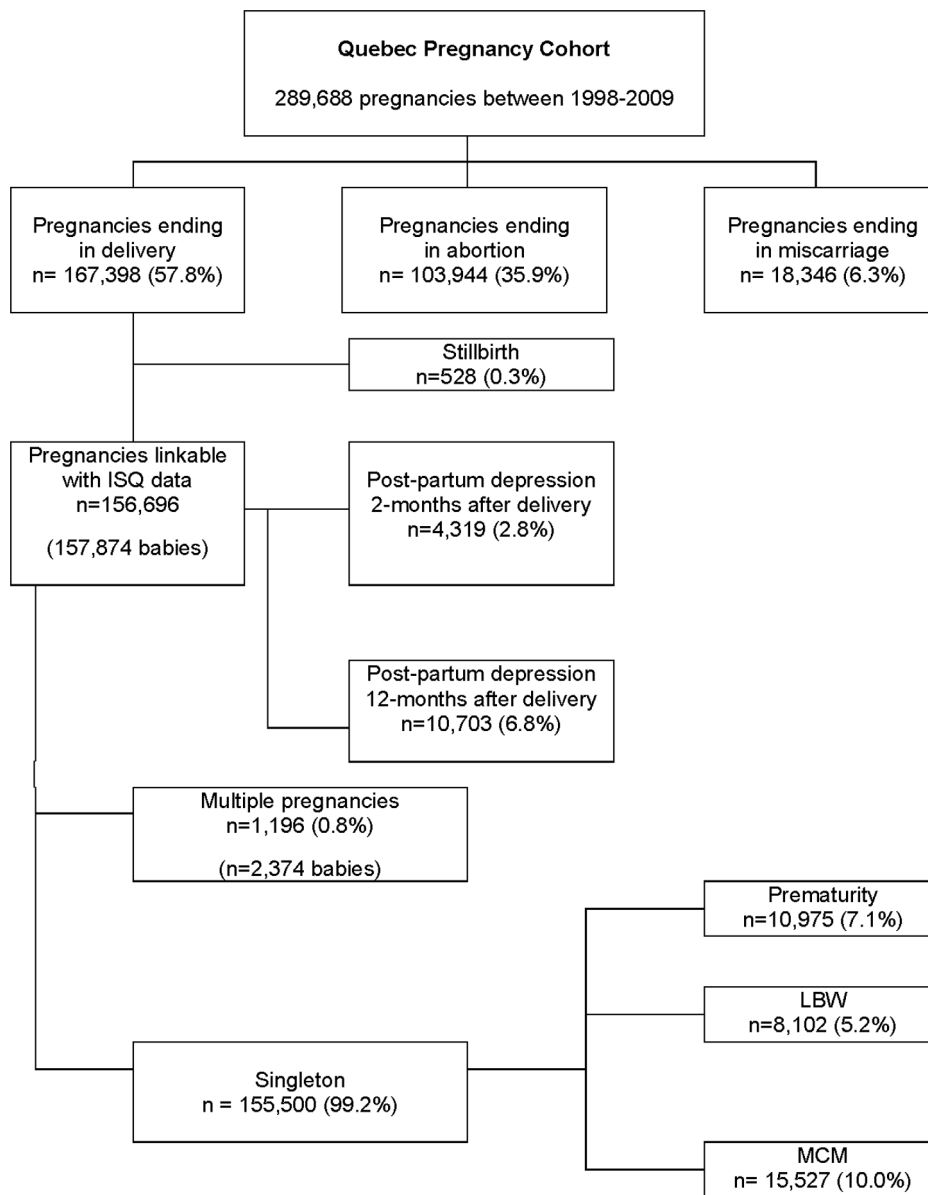 Quebec Pregnancy Cohort
289,688 pregnancies between 1998-2009
Pregnancies ending
in delivery
n= 167,398 (57.8%)
Pregnancies ending
in abortion
n= 103,944 (35.9%)
Pregnancies ending
in miscarriage
n= 18,346 (6.3%)
Stillbirth
n=528 (0.3%)
Pregnancies linkable
with ISQ data
n=156,696
(157,874 babies)
Post-partum depression
2-months after delivery
n=4,319 (2.8%)
Post-partum depression
12-months after delivery
n=10,703 (6.8%)
Multiple pregnancies
n=1,196 (0.8%)
(n=2,374 babies)
Prematurity
n=10,975 (7.1%)
LBW
n=8,102 (5.2%)
Singleton
n = 155,500 (99.2%)
MCM
n= 15,527 (10.0%)